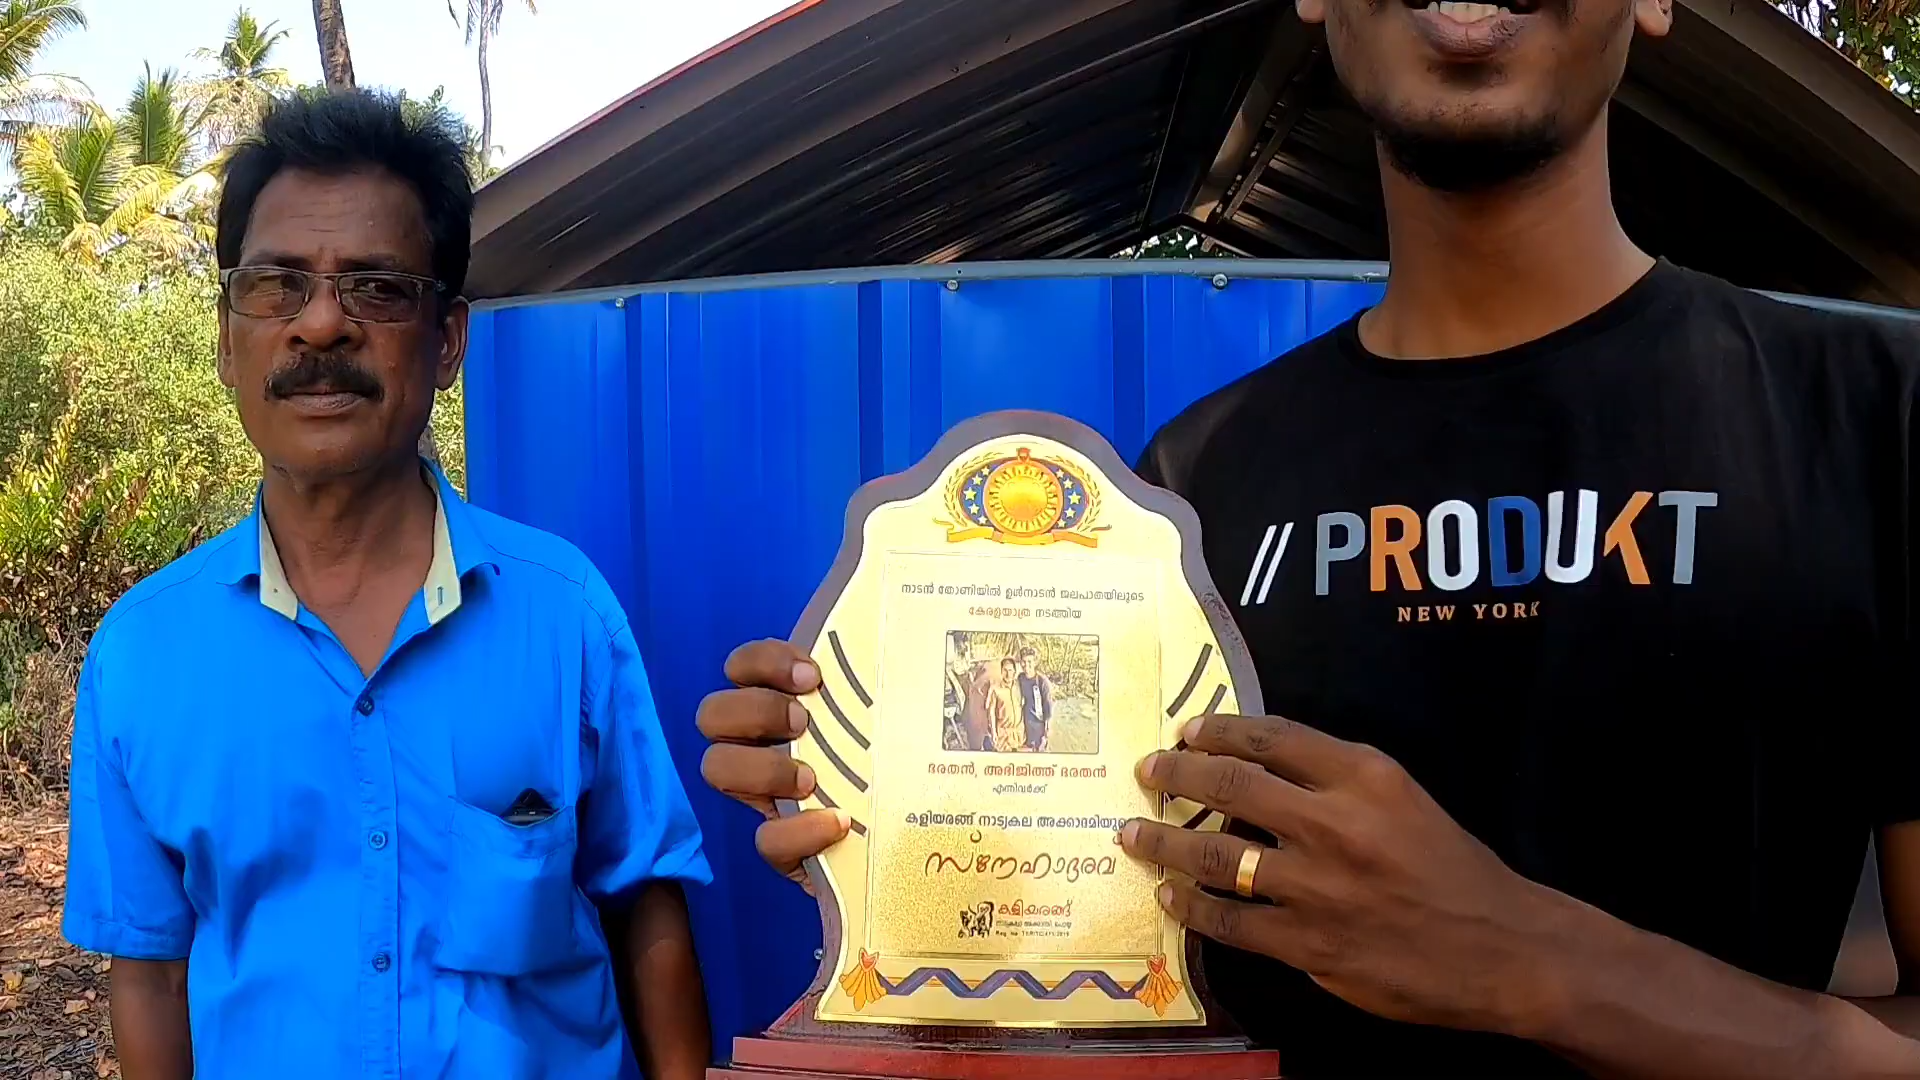 // PRODUKT
NEW YORK
നാടൻ തോണിയിൽ ഉൾനാടൻ ജലപാതയിലൂടെ
കേരളയാത്ര നടത്തിയ
ഭരതൻ, അഭിജിത്ത് ഭരതൻ
എന്നിവർക്ക്
കളിയരങ്ങ് നാട്യകല അക്കാദമിയുടെ
സ്നേഹാദരവ്
കളിയരങ്ങ്